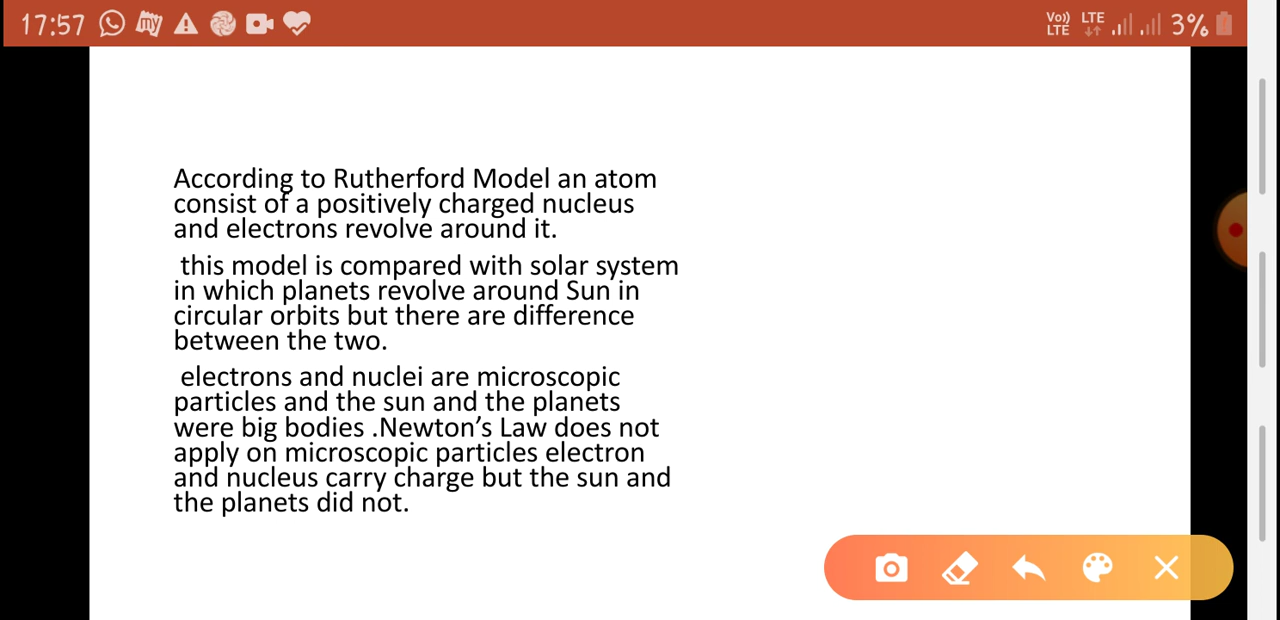 17:57 my Vo)) LTE LTE 3%
According to Rutherford Model an atom
consist of a positively charged nucleus
and electrons revolve around it.
this model is compared with solar system
in which planets revolve around Sun in
circular orbits but there are difference
between the two.
electrons and nuclei are microscopic
particles and the sun and the planets
were big bodies .Newton’s Law does not
apply on microscopic particles electron
and nucleus carry charge but the sun and
the planets did not.